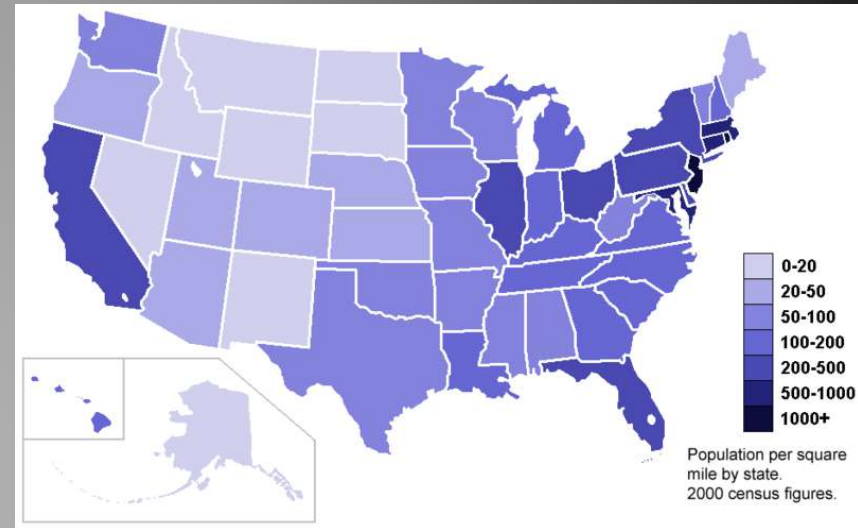 0-20
20-50
50-100
100-200
200-500
500-1000
1000+
Population per square
mile by state.
2000 census figures.